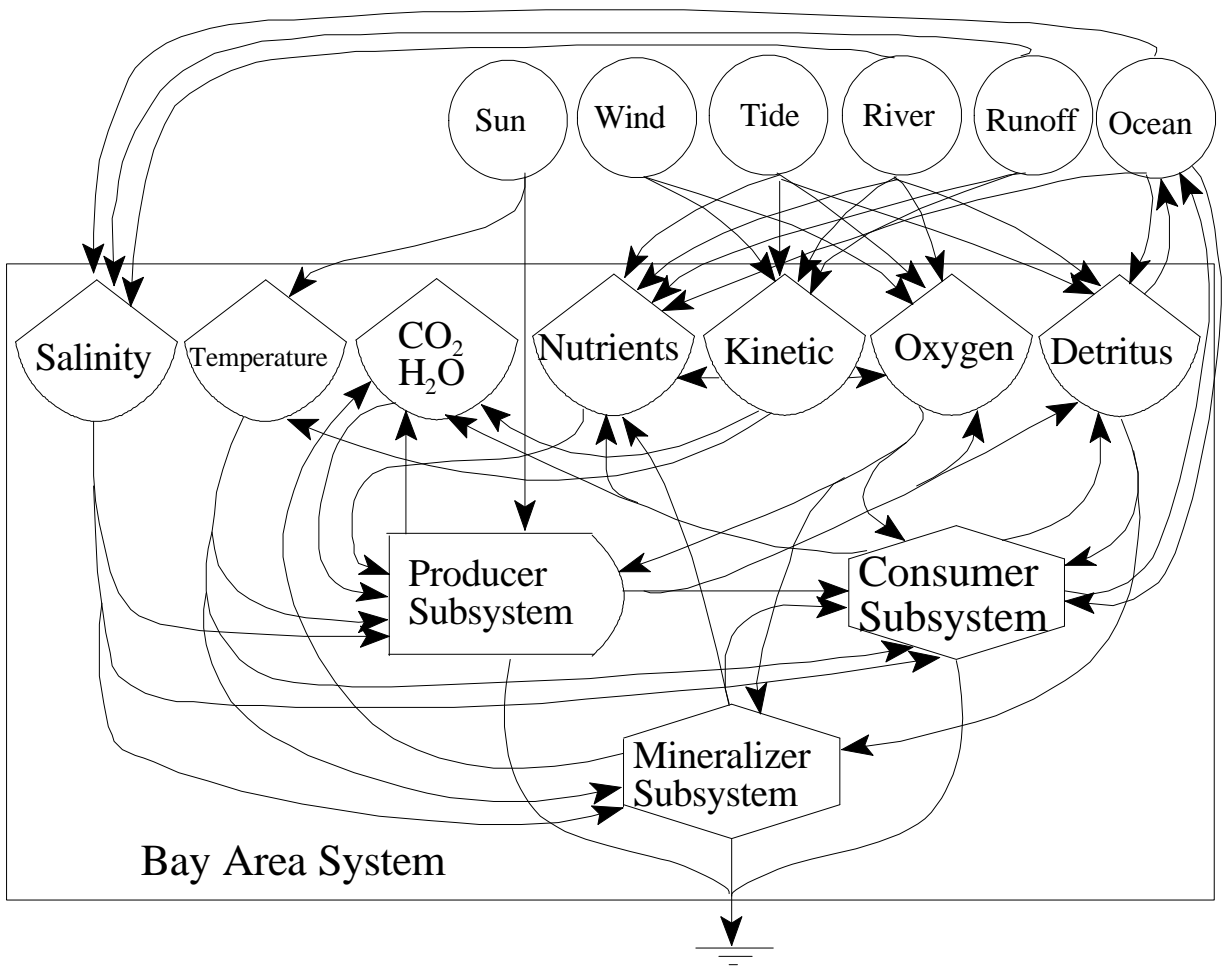 Sun
Wind
Tide
River
Runoff
Ocean
Salinity
Temperature
CO₂
H₂O
Nutrients
Kinetic
Oxygen
Detritus
Producer
Subsystem
Consumer
Subsystem
Mineralizer
Subsystem
Bay Area System